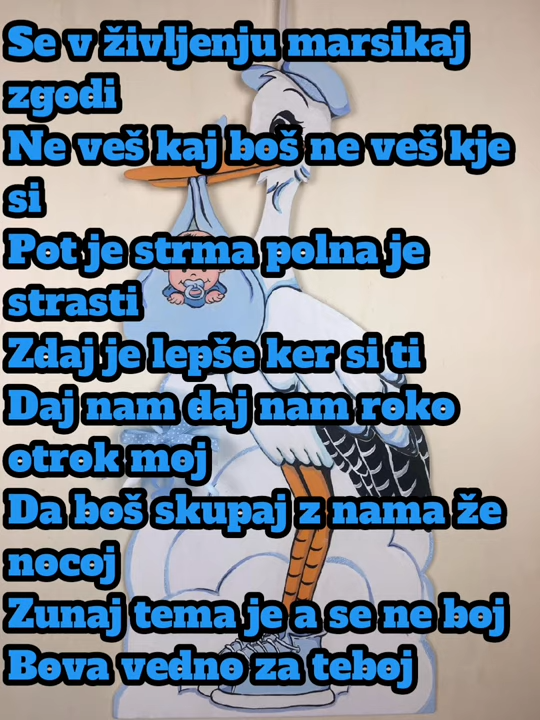 Se v življenju marsikaj
zgodi
Ne veš kaj boš ne veš kje
si
Pot je strma polna je
strasti
Zdaj je lepše ker si ti
Daj nam daj nam roko
otrok moj
Da boš skupaj z nama že
nocoj
Zunaj tema je a se ne boj
Bova vedno za teboj